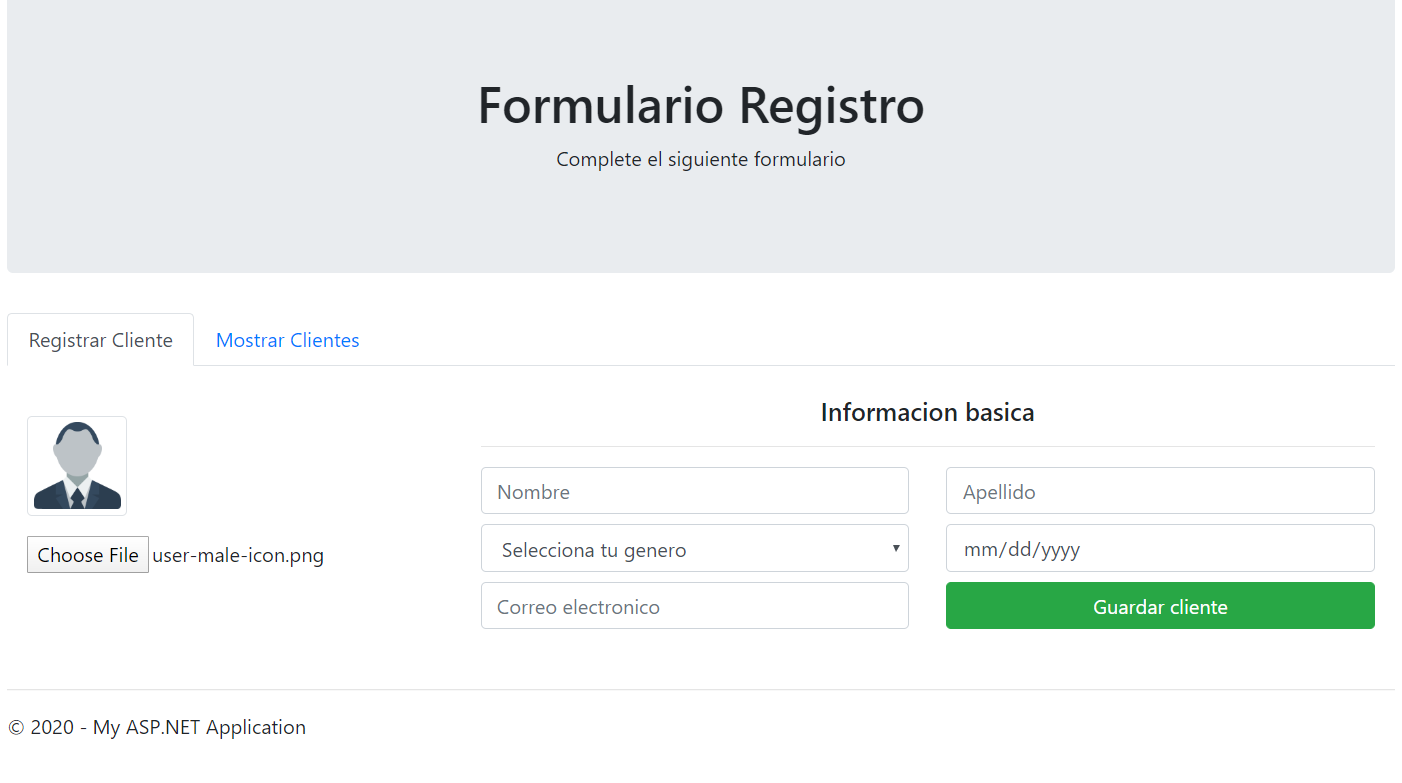 Formulario Registro
Complete el siguiente formulario
Registrar Cliente
Mostrar Clientes
Choose File user-male-icon.png
Informacion basica
Nombre
Apellido
Selecciona tu genero
mm/dd/yyyy
Correo electronico
Guardar cliente
© 2020 - My ASP.NET Application